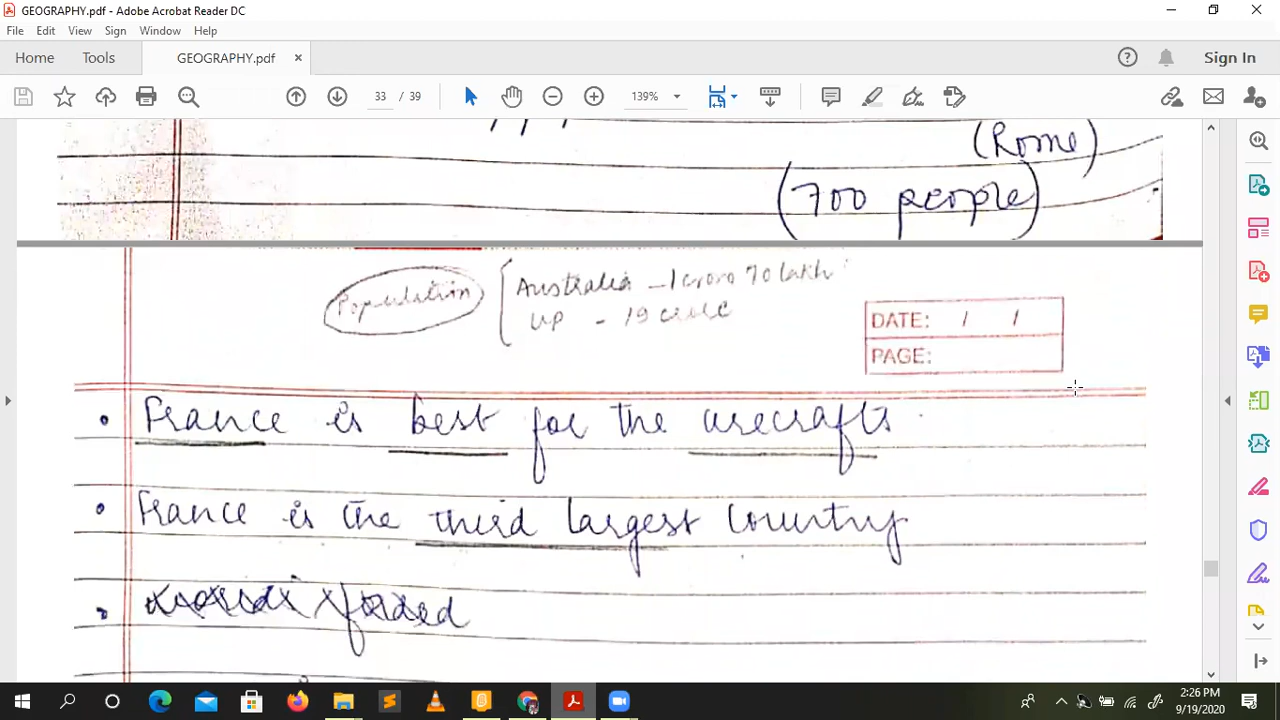 GEOGRAPHY.pdf - Adobe Acrobat Reader DC
File Edit View Sign Window Help
Home Tools GEOGRAPHY.pdf × Sign In
33 / 39 139%
(Rome)
(700 people)
Population
Australia - 1 crore 70 lakh
UP - 19
DATE: / /
PAGE:
• France is best for the
• France is the third largest country
2:26 PM
9/19/2020